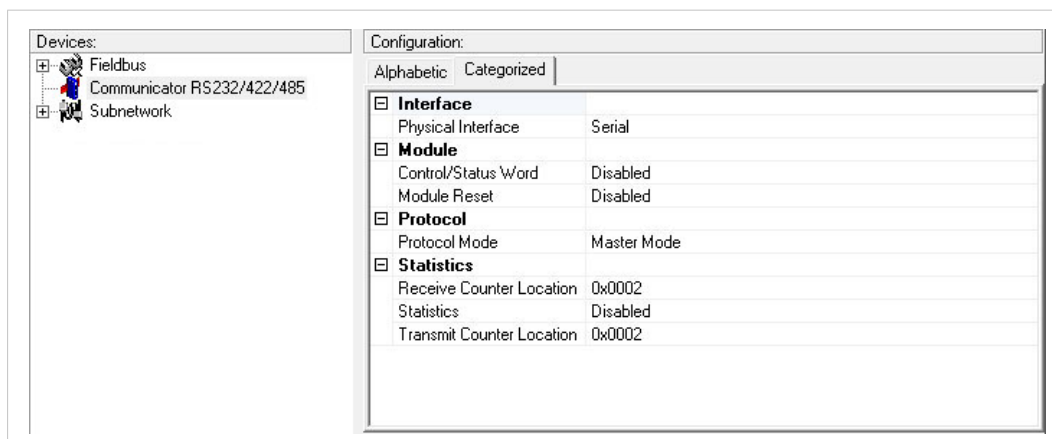 Devices:
Fieldbus
Communicator RS232/422/485
Subnetwork
Configuration:
Alphabetic Categorized
Interface
Physical Interface Serial
Module
Control/Status Word Disabled
Module Reset Disabled
Protocol
Protocol Mode Master Mode
Statistics
Receive Counter Location 0x0002
Statistics Disabled
Transmit Counter Location 0x0002